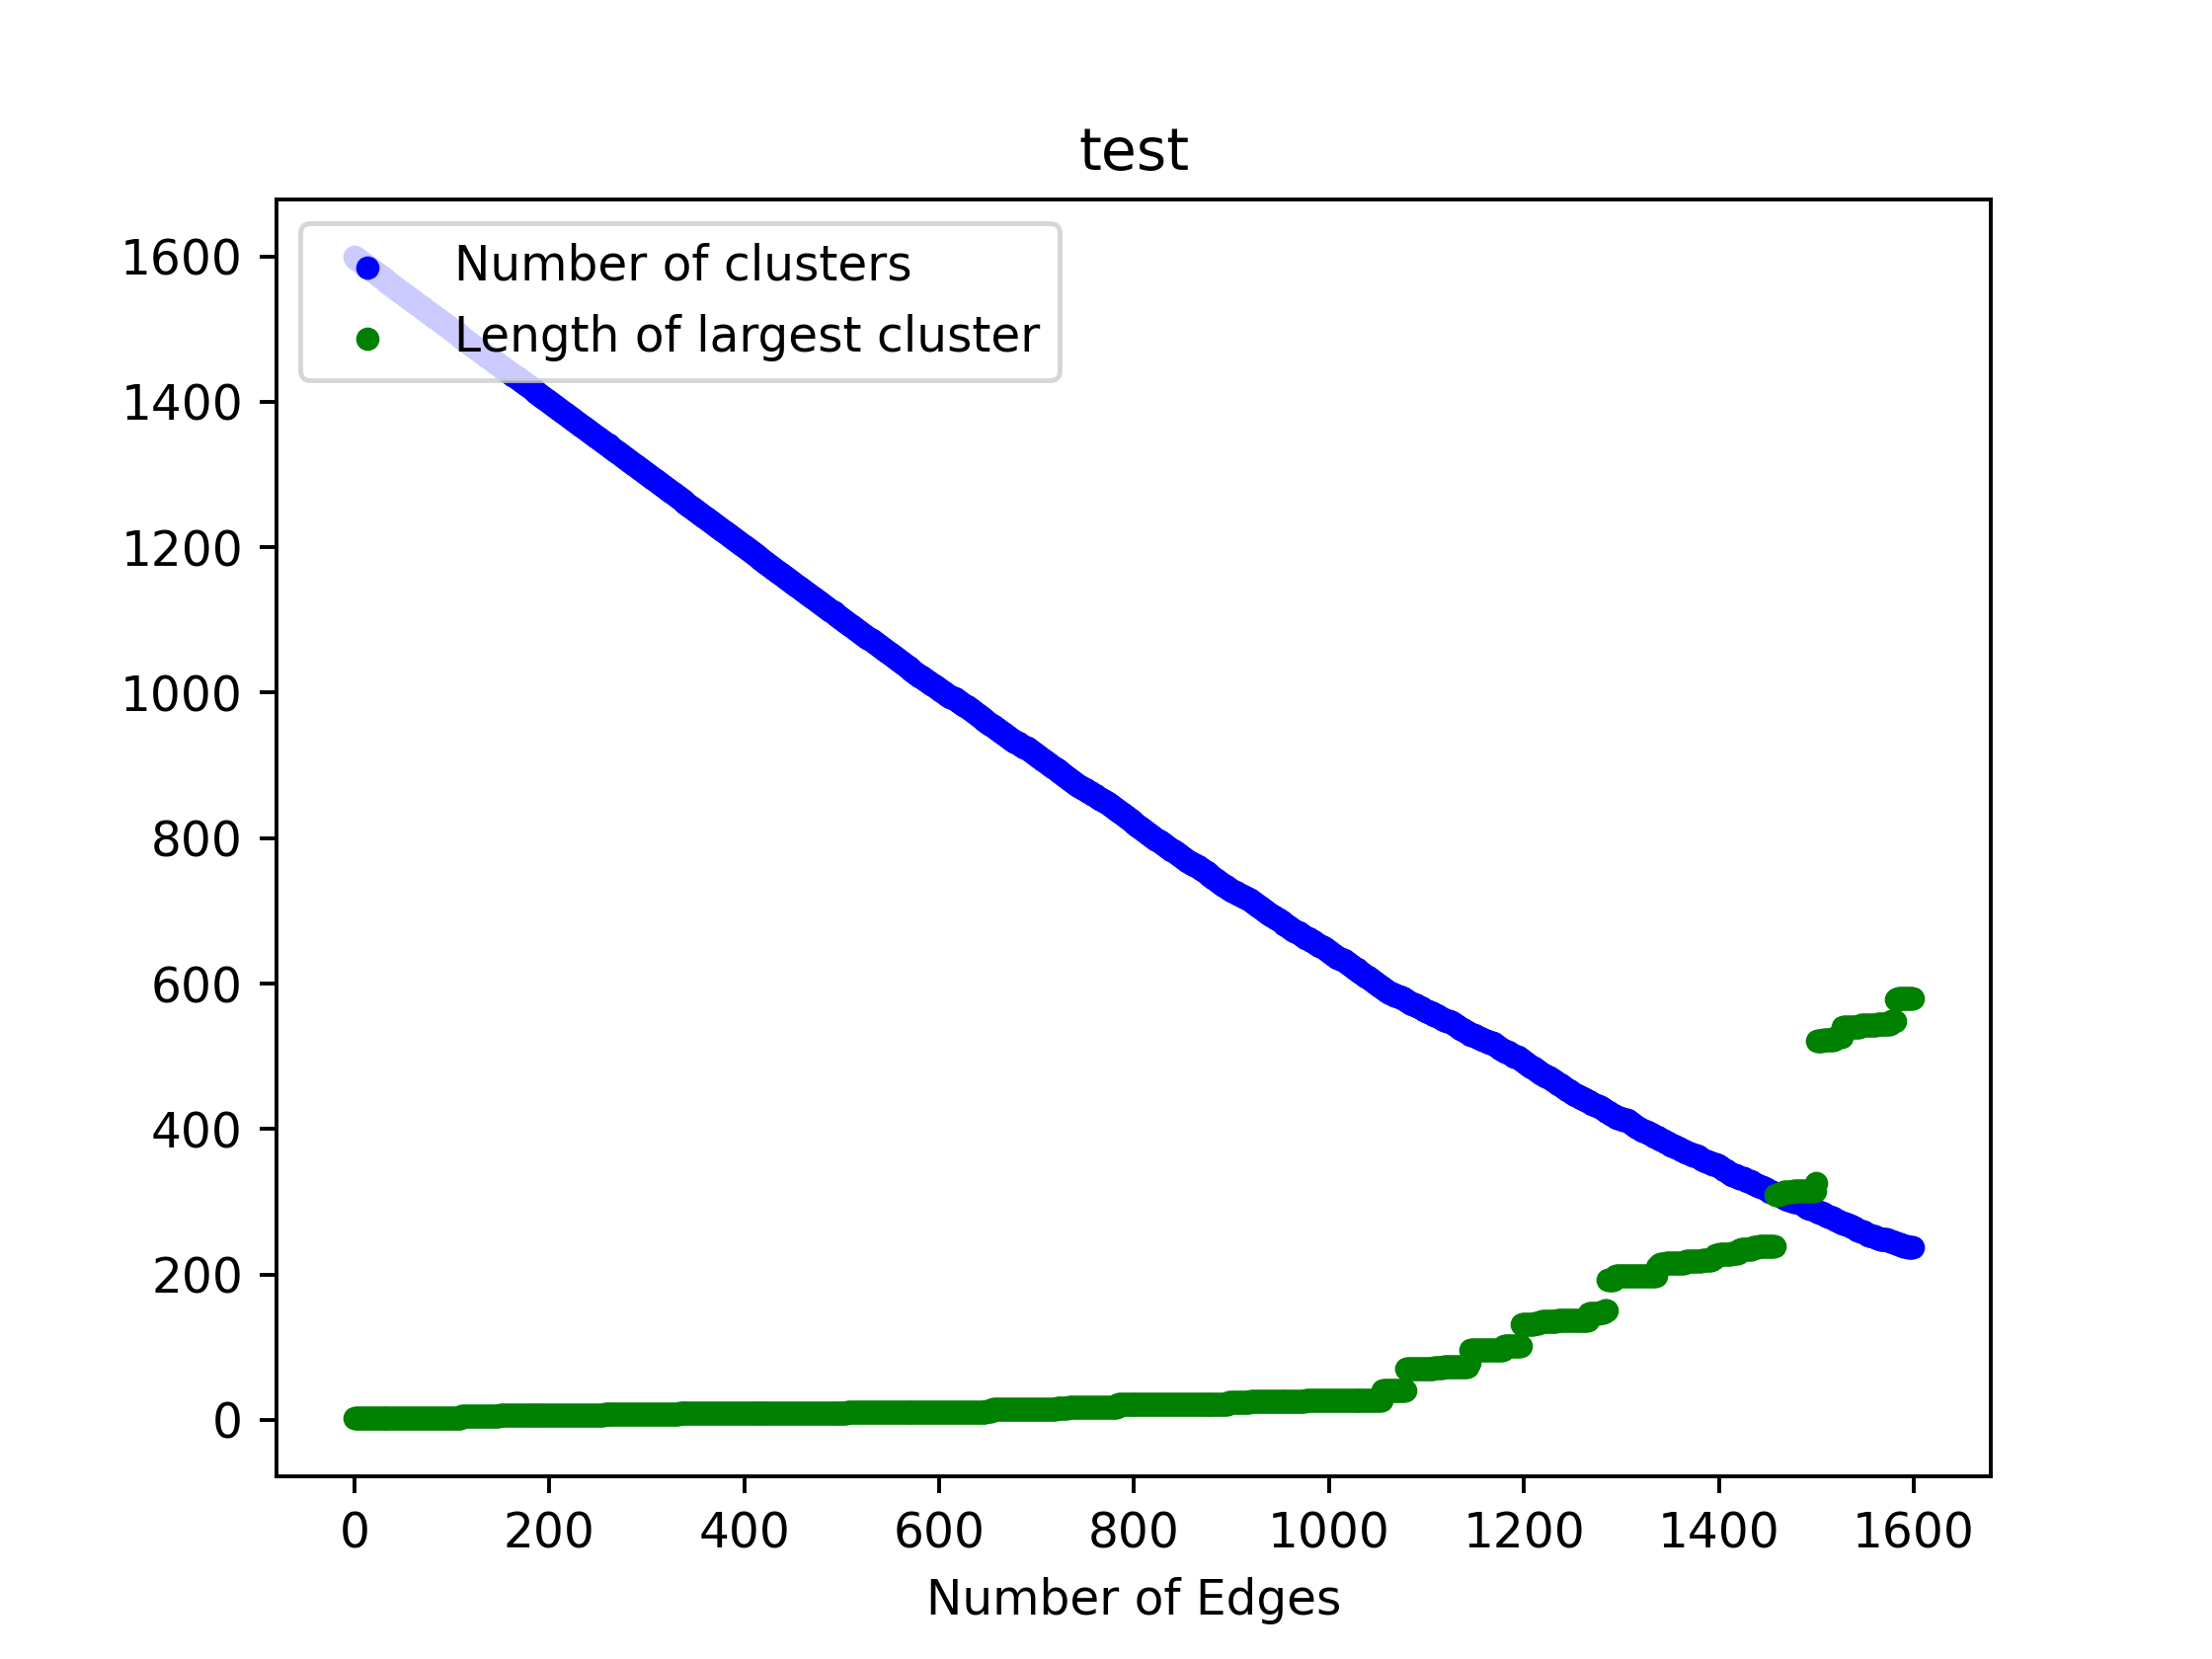 test
Number of clusters
Length of largest cluster
1600
1400
1200
1000
800
600
400
200
0
0 200 400 600 800 1000 1200 1400 1600
Number of Edges